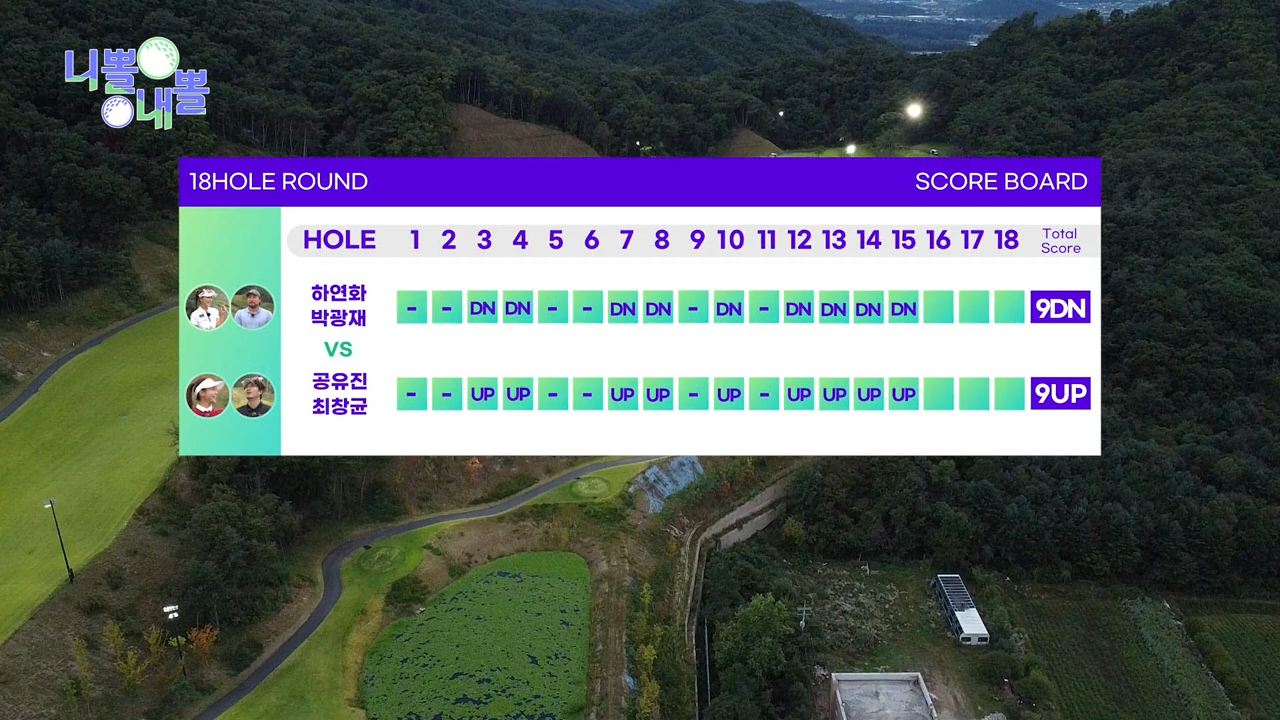 니뽈
내뽈
18HOLE ROUND SCORE BOARD
HOLE 1 2 3 4 5 6 7 8 9 10 11 12 13 14 15 16 17 18 Total Score
하연화
박광재
- - DN DN - - DN DN - DN - DN DN DN DN 9DN
VS
공유진
최창균
- - UP UP - - UP UP - UP - UP UP UP UP 9UP